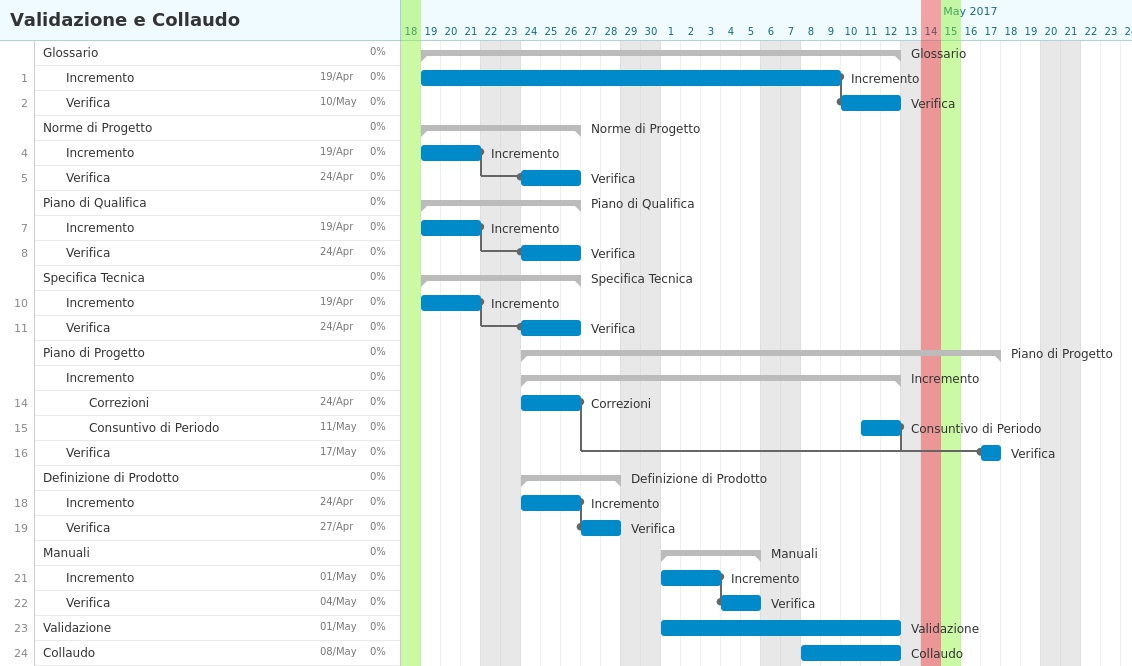 Validazione e Collaudo
May 2017
18 19 20 21 22 23 24 25 26 27 28 29 30 1 2 3 4 5 6 7 8 9 10 11 12 13 14 15 16 17 18 19 20 21 22 23
Glossario 0% Glossario
1 Incremento 19/Apr 0% Incremento
2 Verifica 10/May 0% Verifica
Norme di Progetto 0% Norme di Progetto
4 Incremento 19/Apr 0% Incremento
5 Verifica 24/Apr 0% Verifica
Piano di Qualifica 0% Piano di Qualifica
7 Incremento 19/Apr 0% Incremento
8 Verifica 24/Apr 0% Verifica
Specifica Tecnica 0% Specifica Tecnica
10 Incremento 19/Apr 0% Incremento
11 Verifica 24/Apr 0% Verifica
Piano di Progetto 0% Piano di Progetto
Incremento 0% Incremento
14 Correzioni 24/Apr 0% Correzioni
15 Consuntivo di Periodo 11/May 0% Consuntivo di Periodo
16 Verifica 17/May 0% Verifica
Definizione di Prodotto 0% Definizione di Prodotto
18 Incremento 24/Apr 0% Incremento
19 Verifica 27/Apr 0% Verifica
Manuali 0% Manuali
21 Incremento 01/May 0% Incremento
22 Verifica 04/May 0% Verifica
23 Validazione 01/May 0% Validazione
24 Collaudo 08/May 0% Collaudo